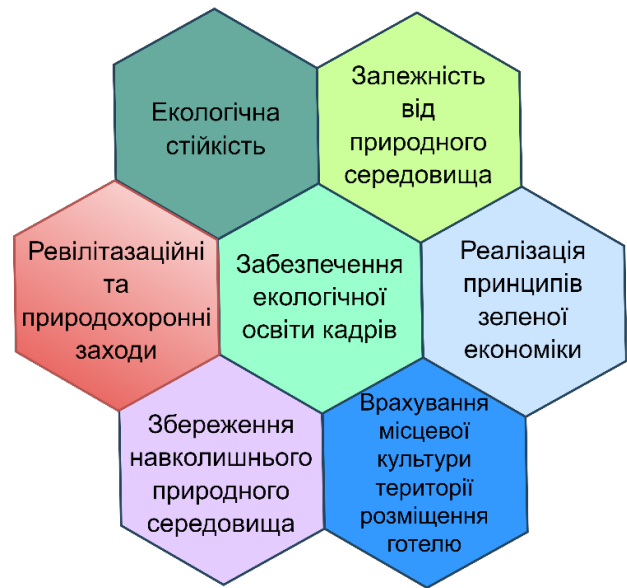 Екологічна
стійкість
Залежність
від
природного
середовища
Ревілітазаційні
та
природохоронні
заходи
Забезпечення
екологічної
освіти кадрів
Реалізація
принципів
зеленої
економіки
Збереження
навколишнього
природного
середовища
Врахування
місцевої
культури
території
розміщення
готелю